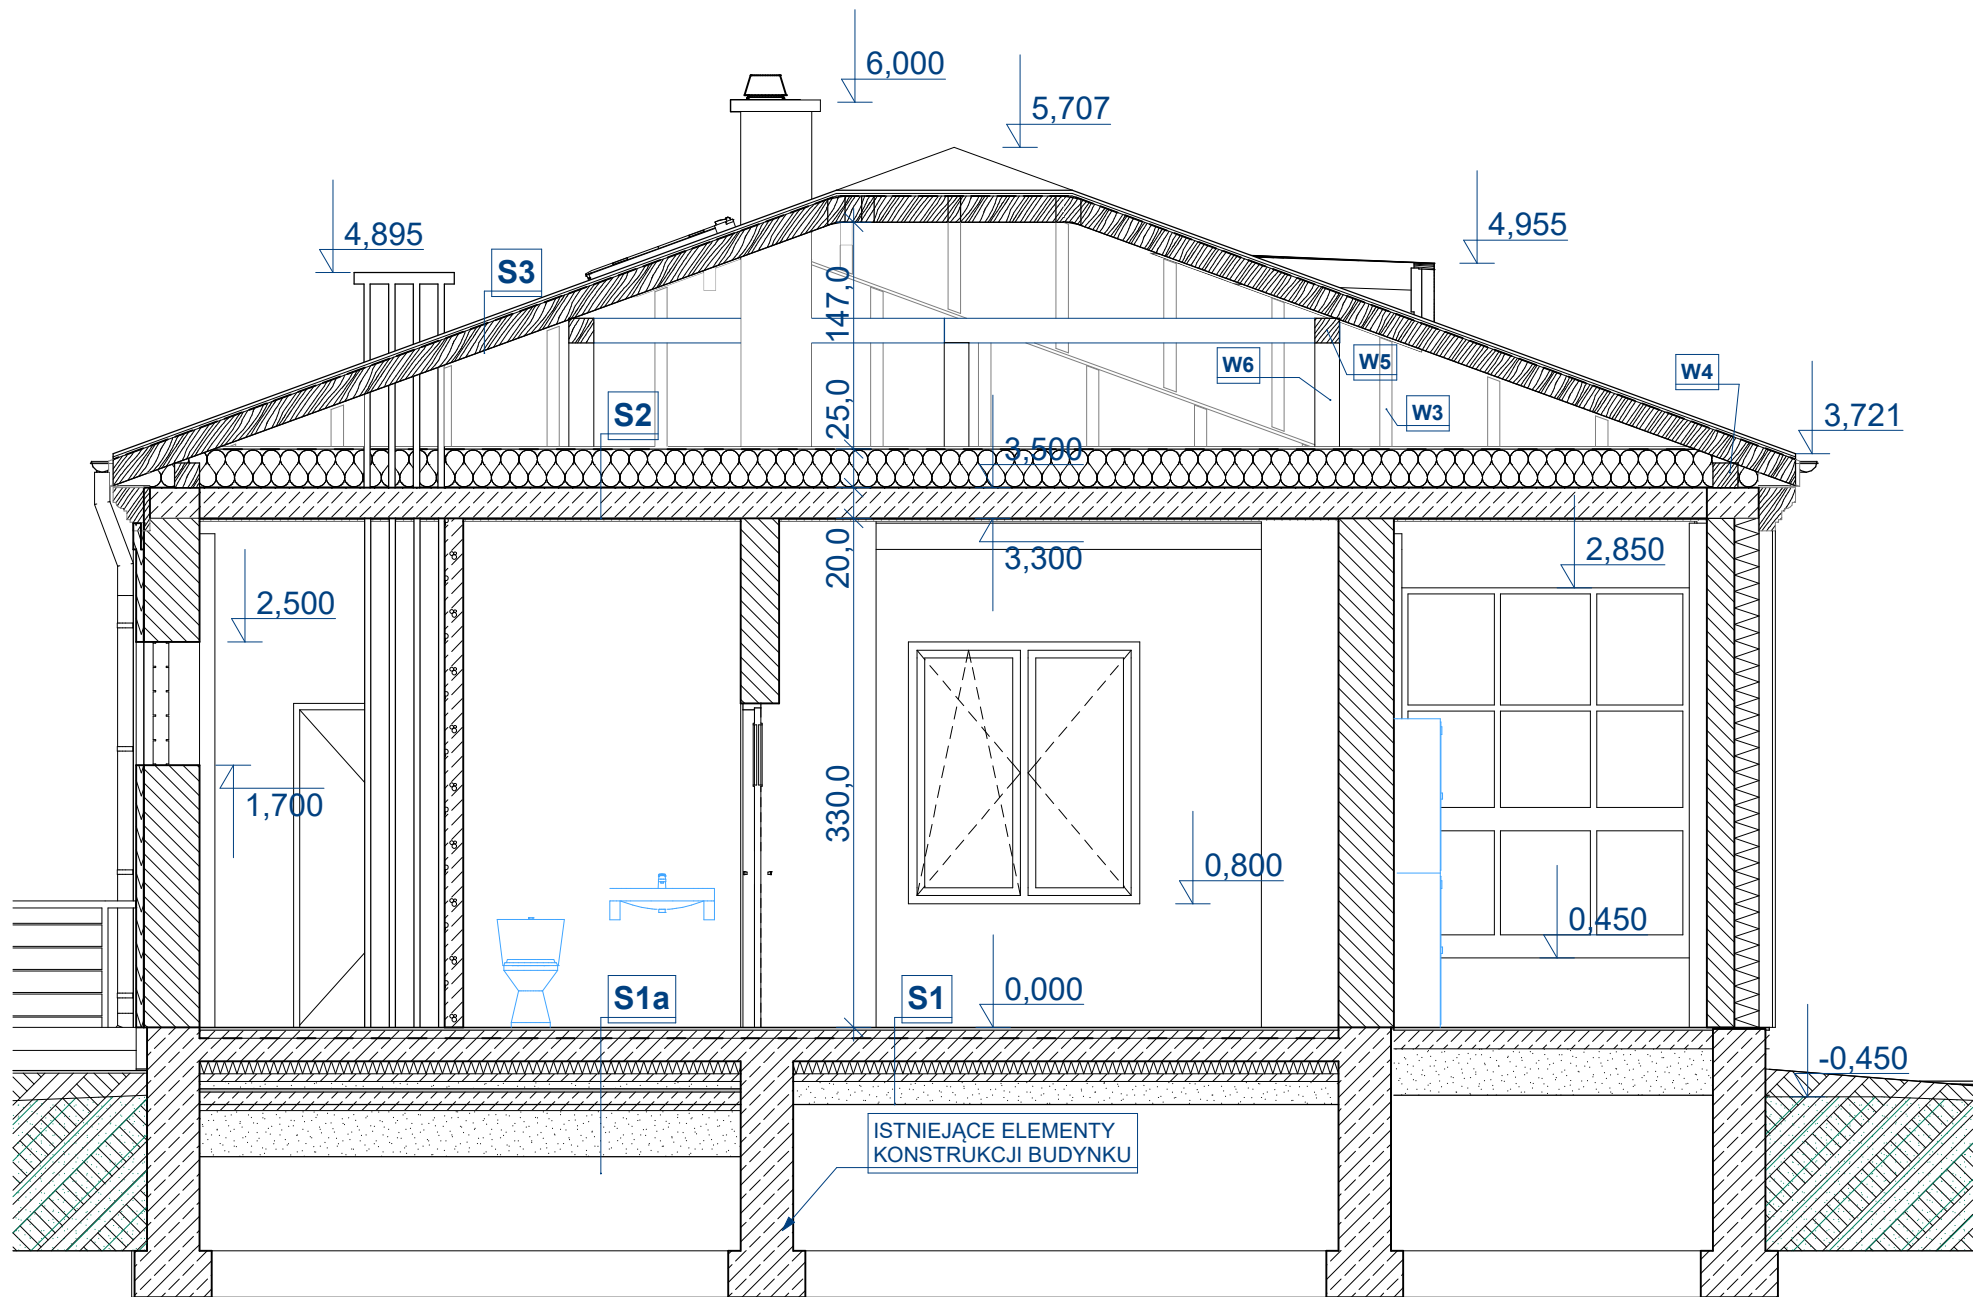 6,000
5,707
4,895
4,955
S3
147,0
W6
W5
W4
W3
S2
25,0
3,721
3,500
20,0
3,300
2,850
2,500
1,700
330,0
0,800
0,450
S1a
S1
0,000
-0,450
ISTNIEJĄCE ELEMENTY
KONSTRUKCJI BUDYNKU